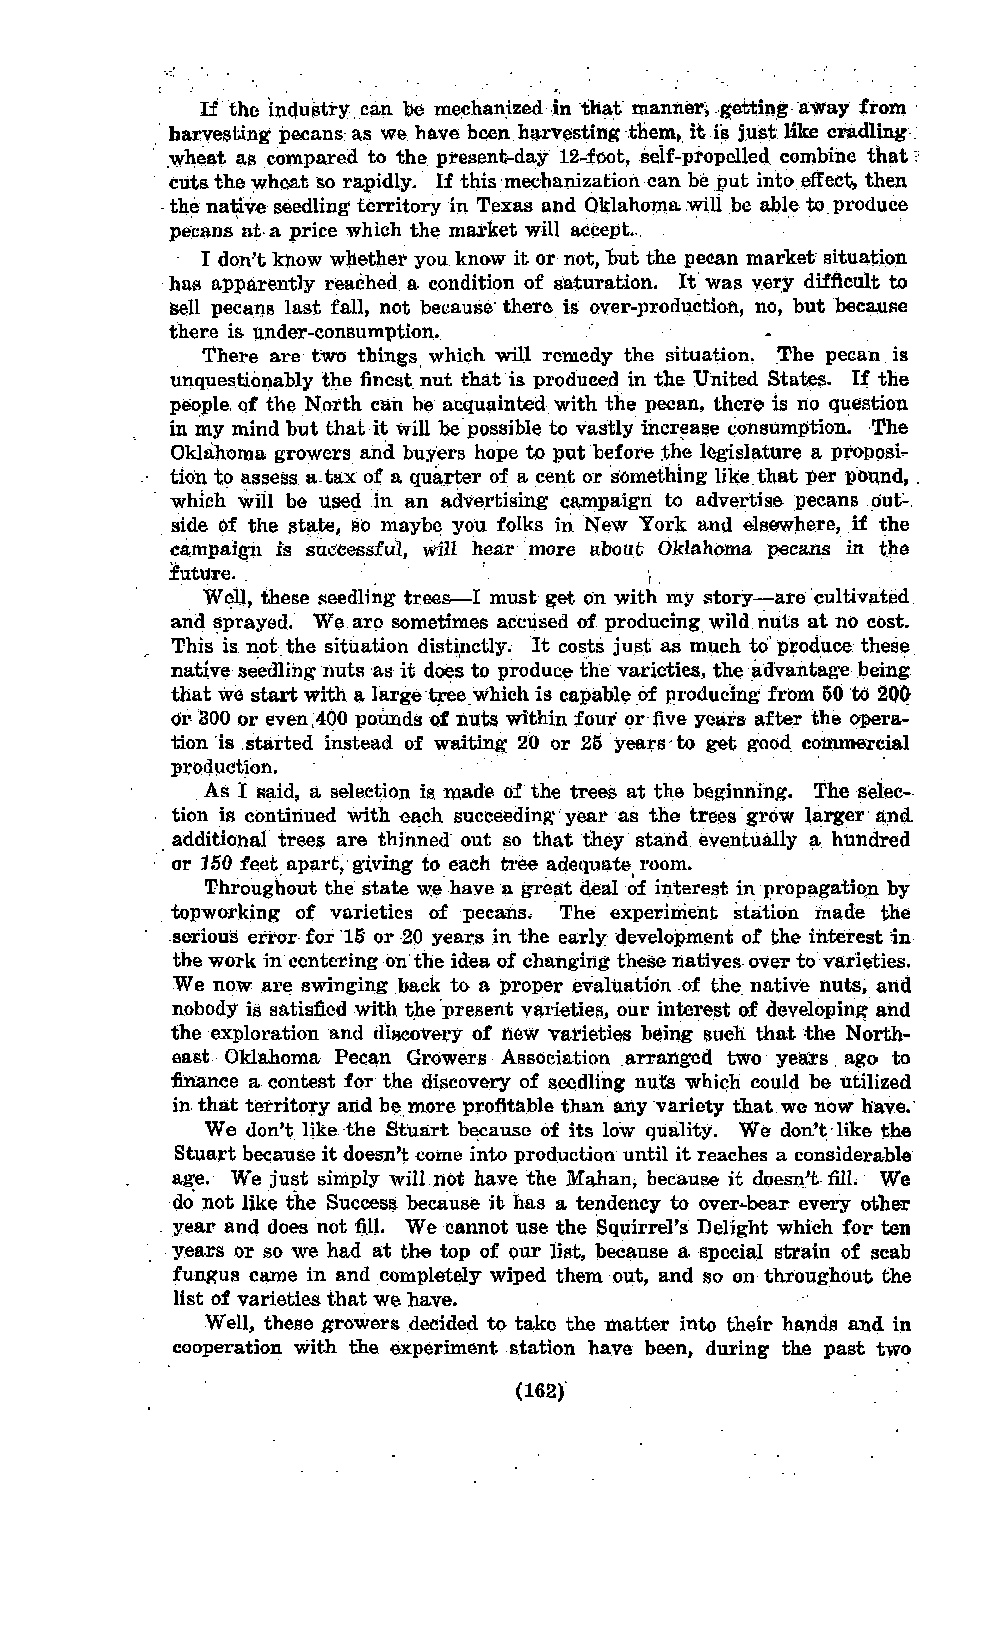 If the industry can be mechanized in that manner, getting away from
harvesting pecans as we have been harvesting them, it is just like cradling
wheat as compared to the present-day 12-foot, self-propelled combine that
cuts the wheat so rapidly. If this mechanization can be put into effect, then
the native seedling territory in Texas and Oklahoma will be able to produce
pecans at a price which the market will accept.
I don't know whether you know it or not, but the pecan market situation
has apparently reached a condition of saturation. It was very difficult to
sell pecans last fall, not because there is over-production, no, but because
there is under-consumption.
There are two things which will remedy the situation. The pecan is
unquestionably the finest nut that is produced in the United States. If the
people of the North can be acquainted with the pecan, there is no question
in my mind but that it will be possible to vastly increase consumption. The
Oklahoma growers and buyers hope to put before the legislature a proposi-
tion to assess a tax of a quarter of a cent or something like that per pound,
which will be used in an advertising campaign to advertise pecans out-
side of the state, so maybe you folks in New York and elsewhere, if the
campaign is successful, will hear more about Oklahoma pecans in the
future.
Well, these seedling trees—I must get on with my story—are cultivated
and sprayed. We are sometimes accused of producing wild nuts at no cost.
This is not the situation distinctly. It costs just as much to produce these
native seedling nuts as it does to produce the varieties, the advantage being
that we start with a large tree which is capable of producing from 50 to 200
or 300 or even 400 pounds of nuts within four or five years after the opera-
tion is started instead of waiting 20 or 25 years to get good commercial
production.
As I said, a selection is made of the trees at the beginning. The selec-
tion is continued with each succeeding year as the trees grow larger and
additional trees are thinned out so that they stand eventually a hundred
or 150 feet apart, giving to each tree adequate room.
Throughout the state we have a great deal of interest in propagation by
topworking of varieties of pecans. The experiment station made the
serious error for 15 or 20 years in the early development of the interest in
the work in centering on the idea of changing these natives over to varieties.
We now are swinging back to a proper evaluation of the native nuts, and
nobody is satisfied with the present varieties, our interest of developing and
the exploration and discovery of new varieties being such that the North-
east Oklahoma Pecan Growers Association arranged two years ago to
finance a contest for the discovery of seedling nuts which could be utilized
in that territory and be more profitable than any variety that we now have.
We don't like the Stuart because of its low quality. We don't like the
Stuart because it doesn't come into production until it reaches a considerable
age. We just simply will not have the Mahan, because it doesn't fill. We
do not like the Success because it has a tendency to over-bear every other
year and does not fill. We cannot use the Squirrel's Delight which for ten
years or so we had at the top of our list, because a special strain of scab
fungus came in and completely wiped them out, and so on throughout the
list of varieties that we have.
Well, these growers decided to take the matter into their hands and in
cooperation with the experiment station have been, during the past two
(162)